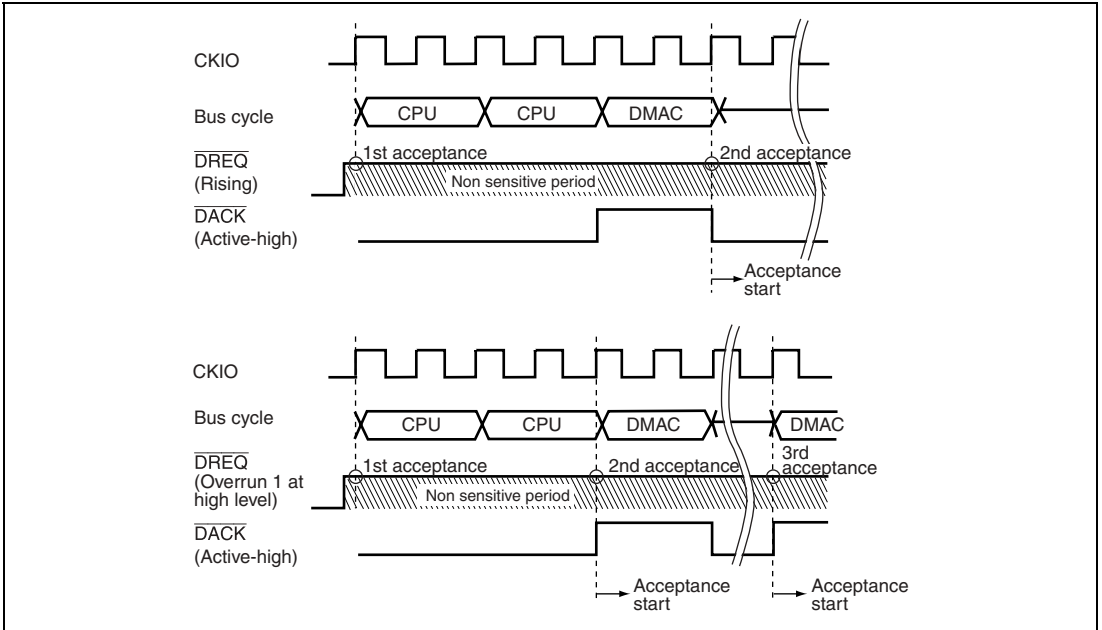 CKIO
Bus cycle
CPU
CPU
DMAC
DREQ
(Rising)
1st acceptance
2nd acceptance
Non sensitive period
DACK
(Active-high)
Acceptance
start
CKIO
Bus cycle
CPU
CPU
DMAC
DMAC
DREQ
(Overrun 1 at
high level)
1st acceptance
2nd acceptance
3rd
acceptance
Non sensitive period
DACK
(Active-high)
Acceptance
start
Acceptance
start